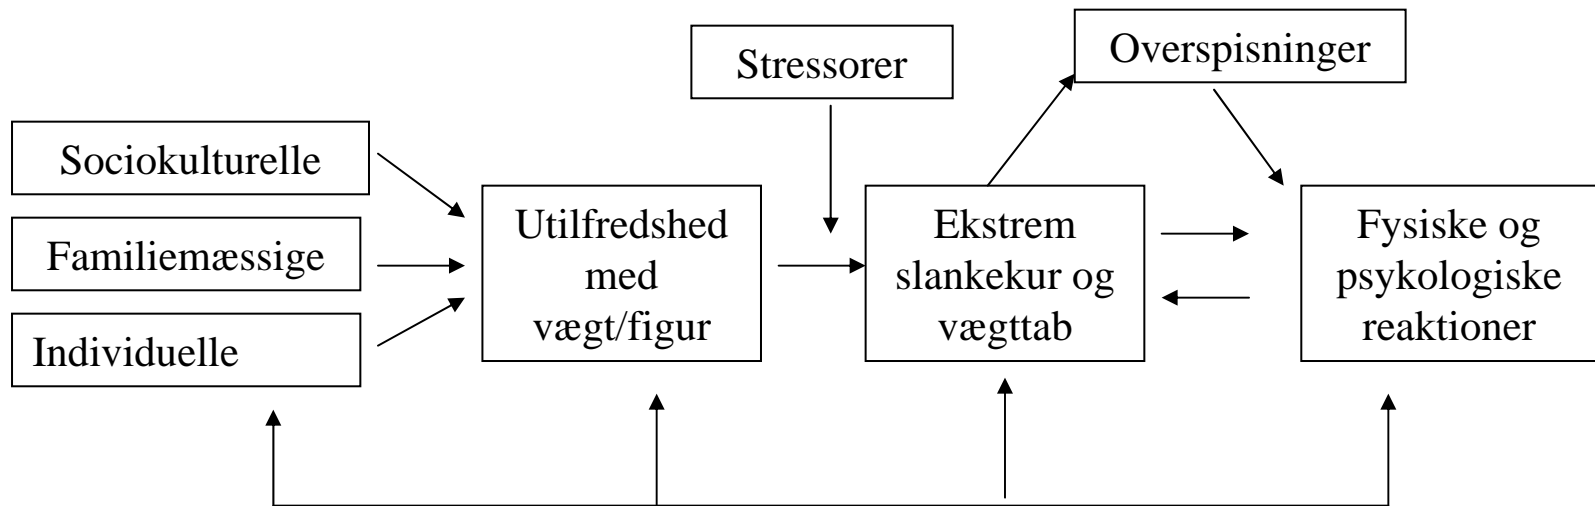 Sociokulturelle
Familiemæssige
Individuelle
Utilfredshed
med
vægt/figur
Stressorer
Ekstrem
slankekur og
vægttab
Overspisninger
Fysiske og
psykologiske
reaktioner